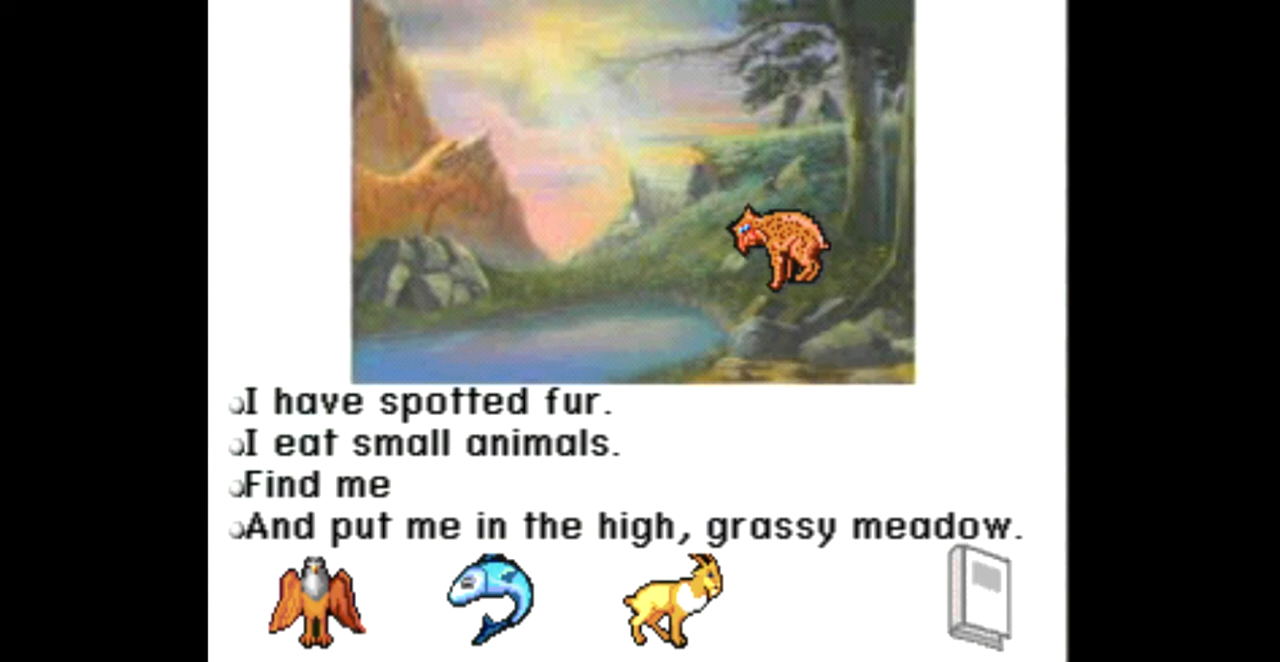 I have spotted fur.
I eat small animals.
Find me
And put me in the high, grassy meadow.